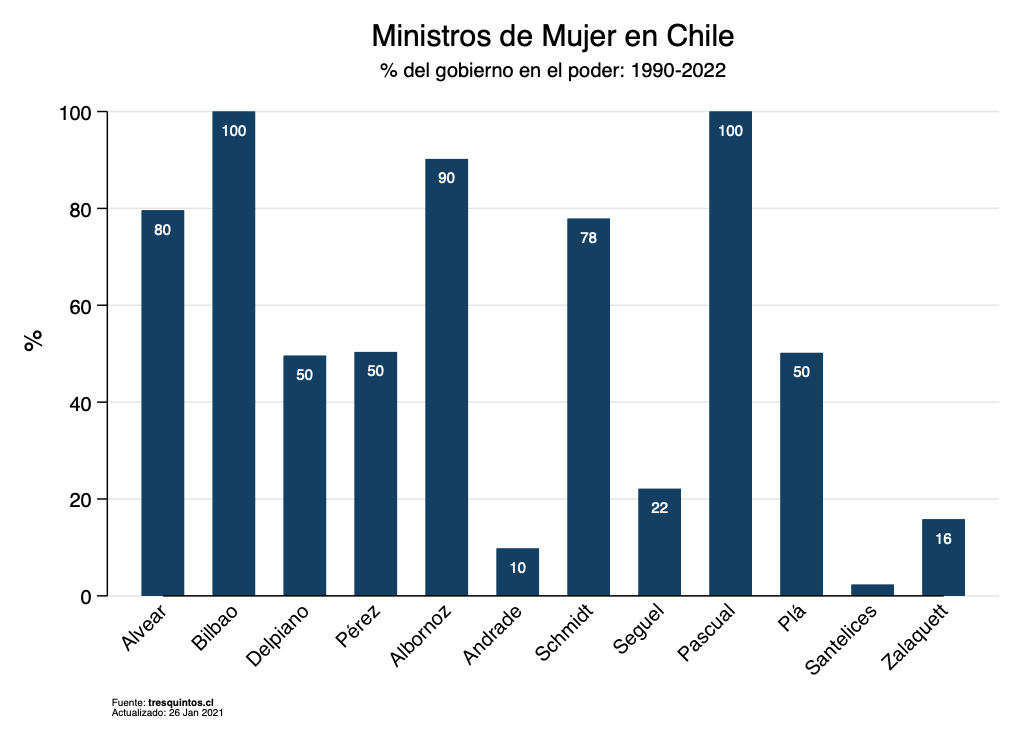 Ministros de Mujer en Chile
% del gobierno en el poder: 1990-2022
%
100
80
60
40
20
0
80
100
50
50
90
10
78
22
100
50
16
Alvear
Bilbao
Delpiano
Pérez
Albornoz
Andrade
Schmidt
Seguel
Pascual
Plá
Santelices
Zalaquett
Fuente: tresquintos.cl
Actualizado: 26 Jan 2021